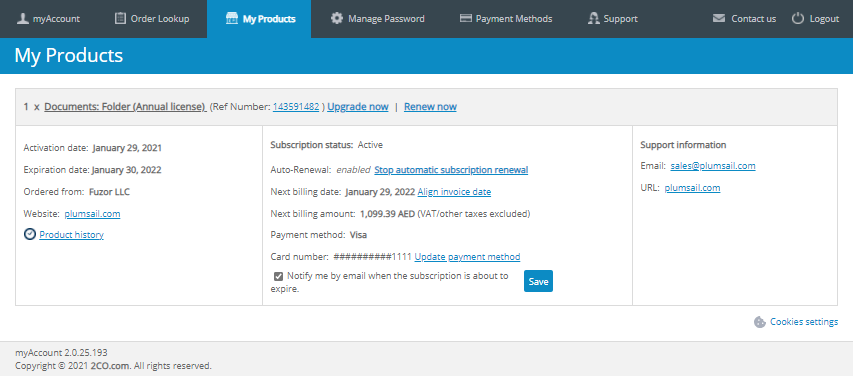 myAccount Order Lookup My Products Manage Password Payment Methods Support Contact us Logout
My Products
1 x Documents: Folder (Annual license) (Ref Number: 143591482 ) Upgrade now | Renew now
Activation date: January 29, 2021
Expiration date: January 30, 2022
Ordered from: Fuzor LLC
Website: plumsail.com
Product history
Subscription status: Active
Auto-Renewal: enabled Stop automatic subscription renewal
Next billing date: January 29, 2022 Align invoice date
Next billing amount: 1,099.39 AED (VAT/other taxes excluded)
Payment method: Visa
Card number: ##########1111 Update payment method
Notify me by email when the subscription is about to
expire.
Save
Support information
Email: sales@plumsail.com
URL: plumsail.com
Cookies settings
myAccount 2.0.25.193
Copyright © 2021 2CO.com. All rights reserved.